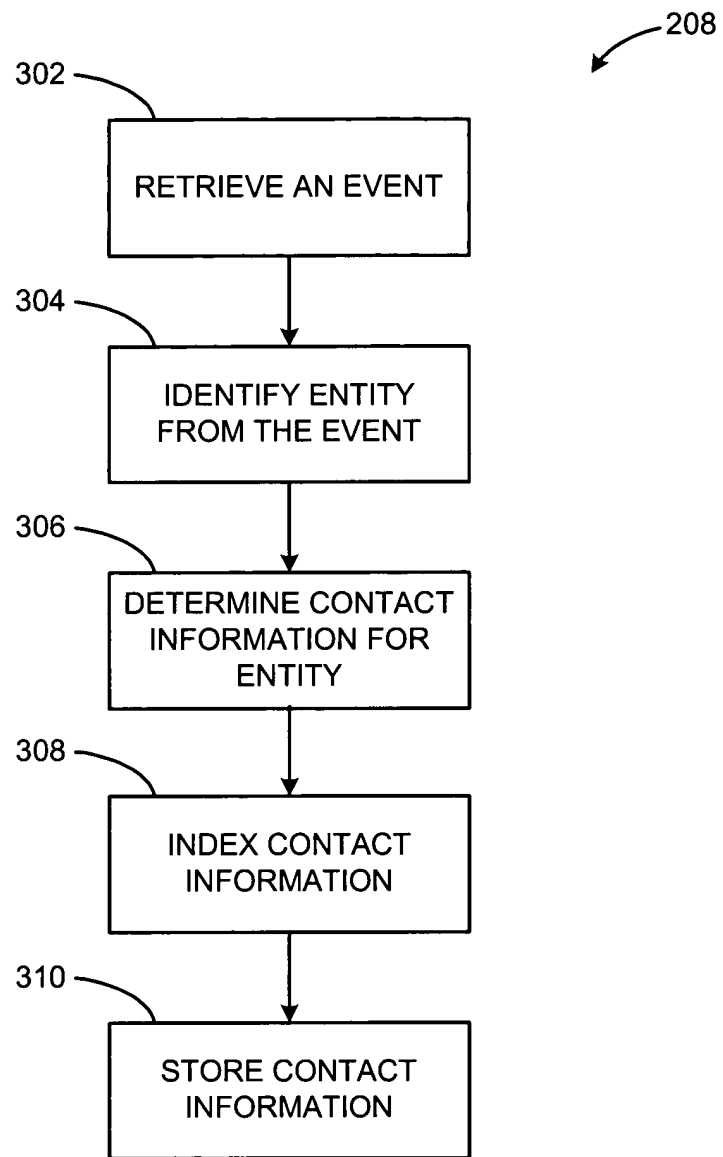 208
302
RETRIEVE AN EVENT
304
IDENTIFY ENTITY
FROM THE EVENT
306
DETERMINE CONTACT
INFORMATION FOR
ENTITY
308
INDEX CONTACT
INFORMATION
310
STORE CONTACT
INFORMATION